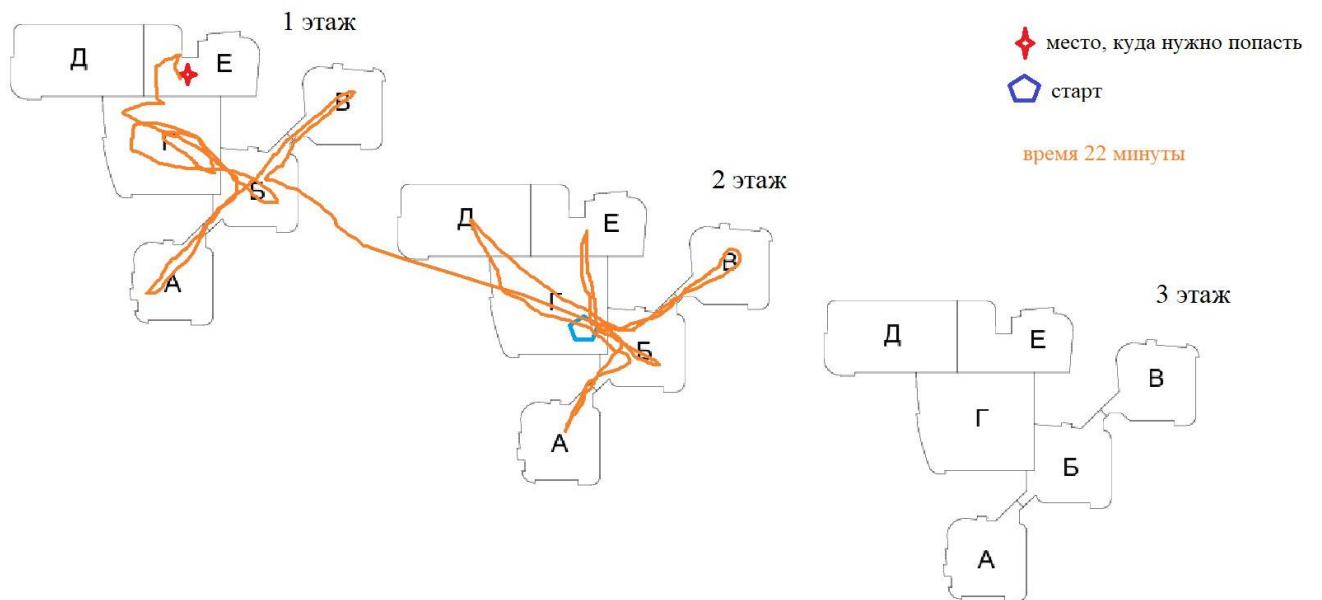 1 этаж
Д
Е
В
Г
Б
А
2 этаж
Д
Е
В
Г
Б
А
3 этаж
Д
Е
В
Г
Б
А
место, куда нужно попасть
старт
время 22 минуты